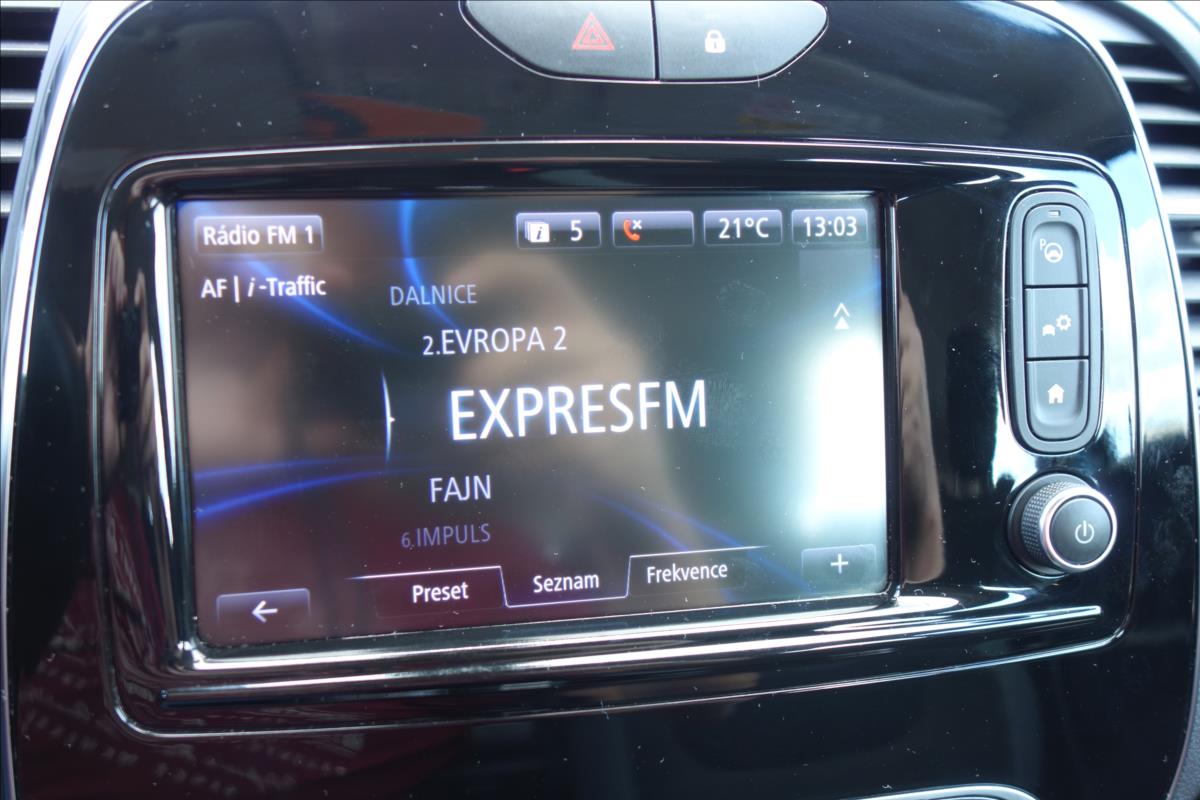 Rádio FM 1
i 5
21°C
13:03
AF | i-Traffic
DALNICE
2.EVROPA 2
EXPRESFM
FAJN
6.IMPULS
Preset
Seznam
Frekvence
+
P